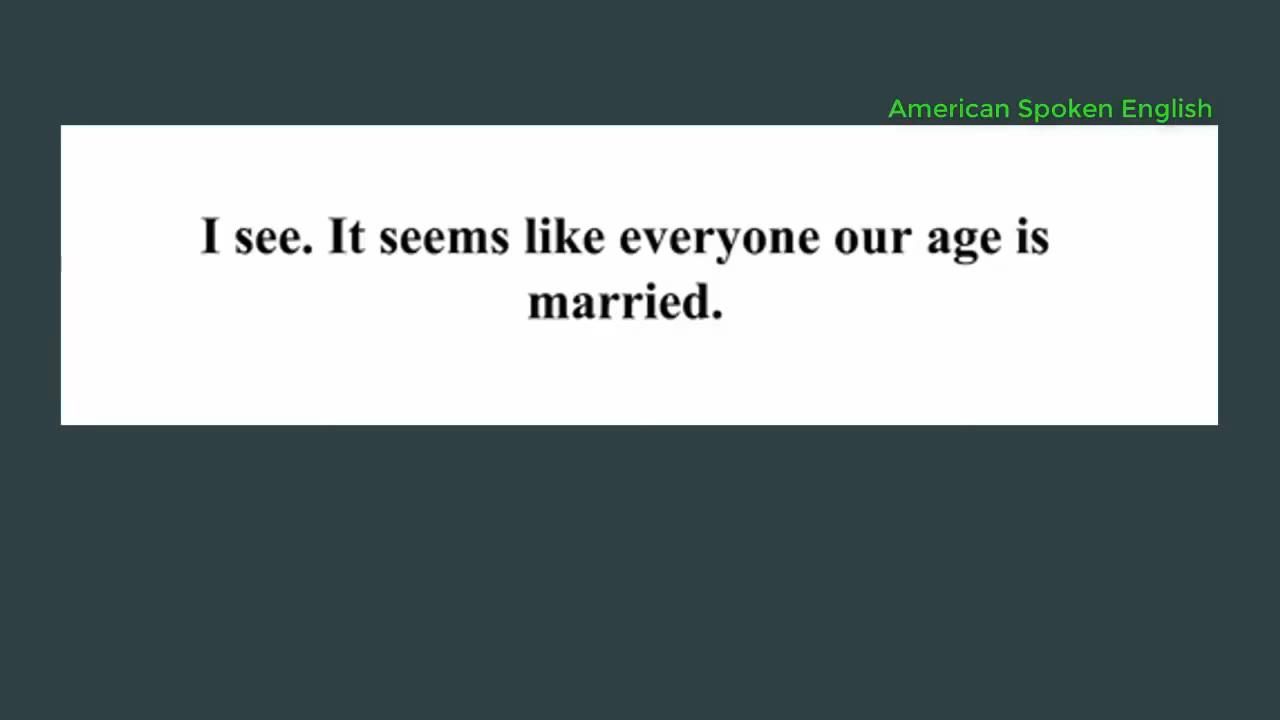 American Spoken English
I see. It seems like everyone our age is
married.